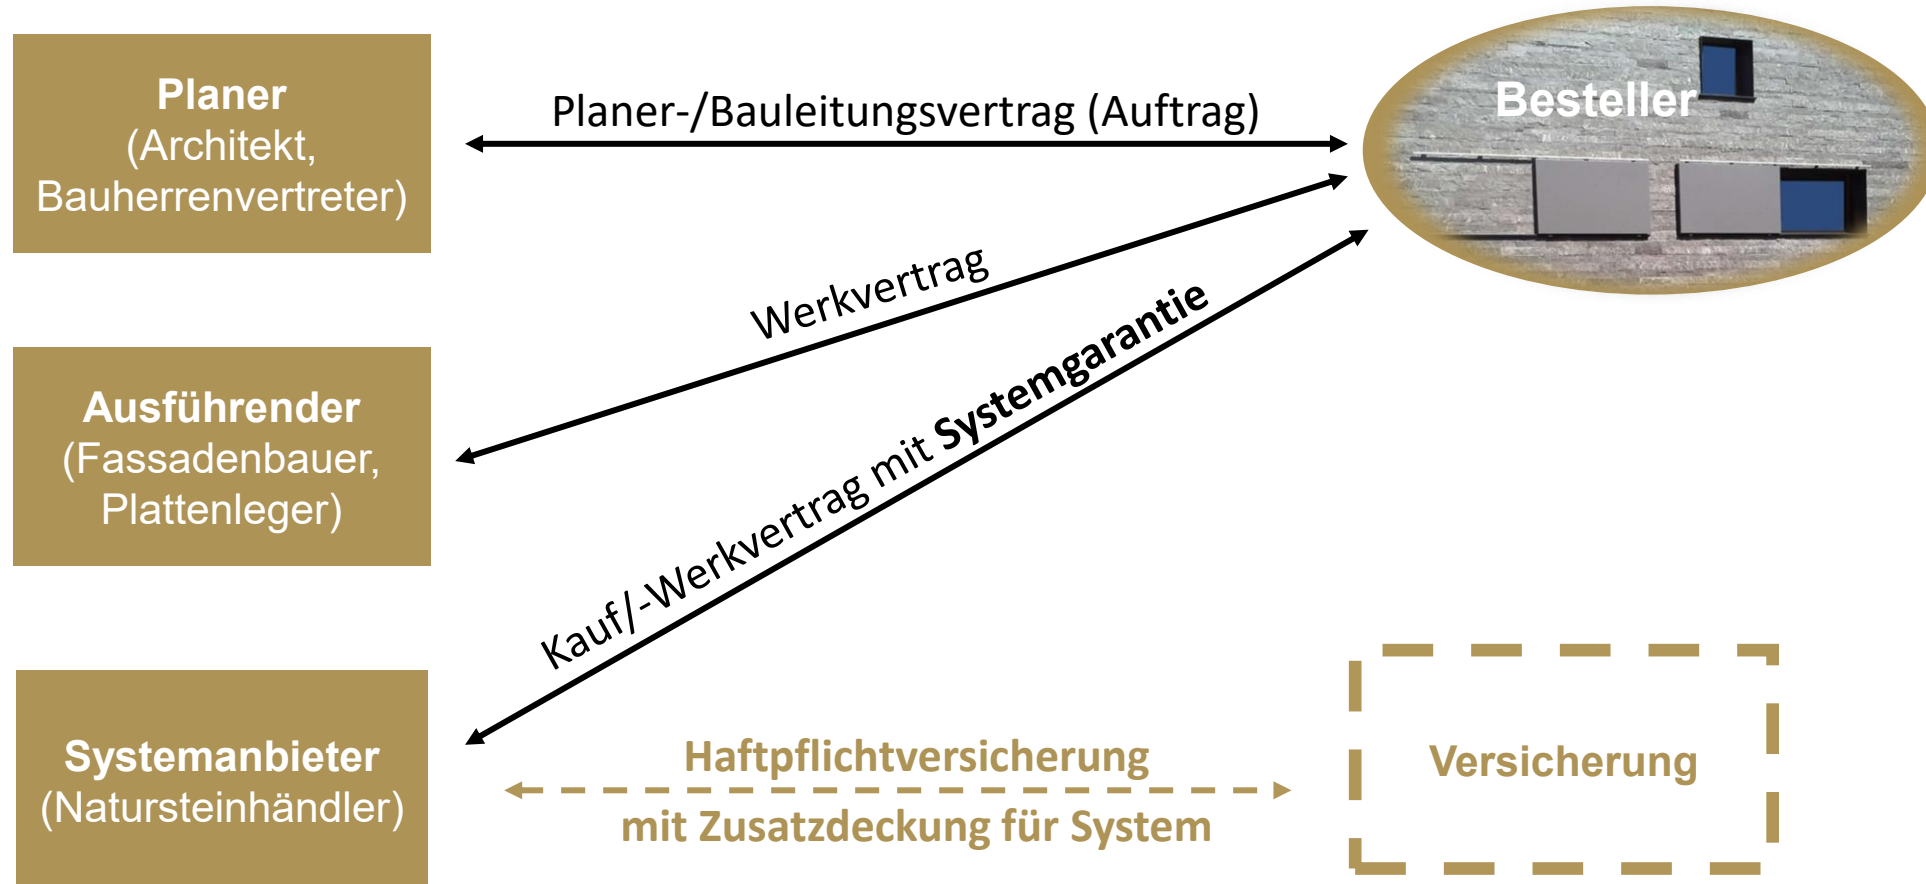 Planer
(Architekt,
Bauherrenvertreter)
Planer-/Bauleitungsvertrag (Auftrag)
Besteller
Werkvertrag
Ausführender
(Fassadenbauer,
Plattenleger)
Kauf/-Werkvertrag mit Systemgarantie
Systemanbieter
(Natursteinhändler)
Haftpflichtversicherung
mit Zusatzdeckung für System
Versicherung